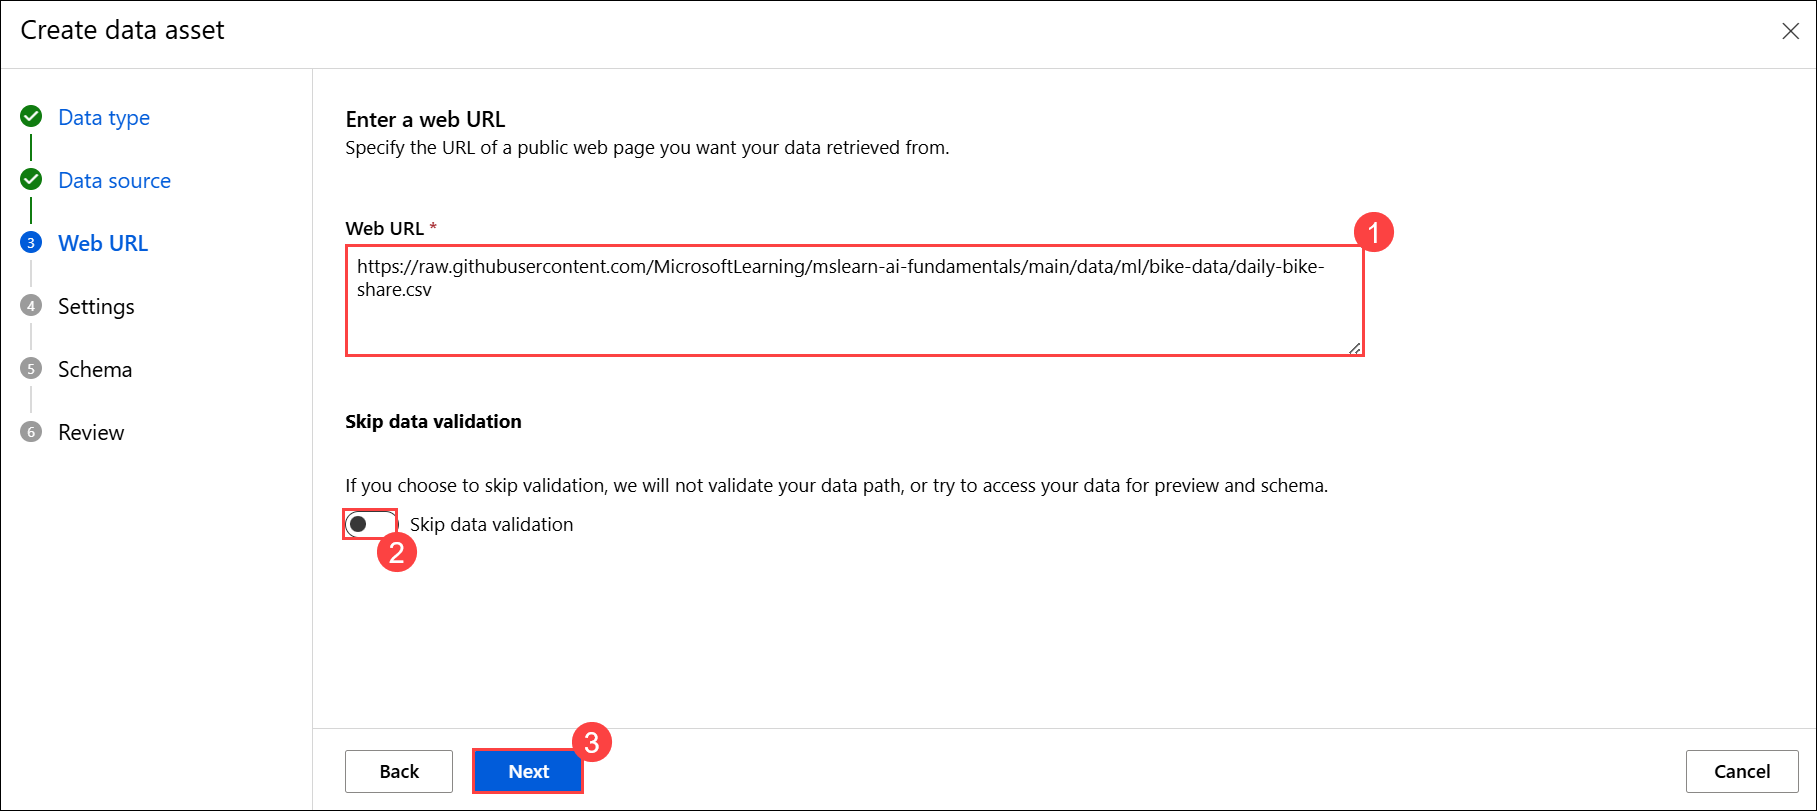 Create data asset
Data type
Data source
3 Web URL
4 Settings
5 Schema
6 Review
Enter a web URL
Specify the URL of a public web page you want your data retrieved from.
Web URL *
1
https://raw.githubusercontent.com/MicrosoftLearning/mslearn-ai-fundamentals/main/data/ml/bike-data/daily-bike-
share.csv
Skip data validation
If you choose to skip validation, we will not validate your data path, or try to access your data for preview and schema.
Skip data validation
2
3
Back
Next
Cancel